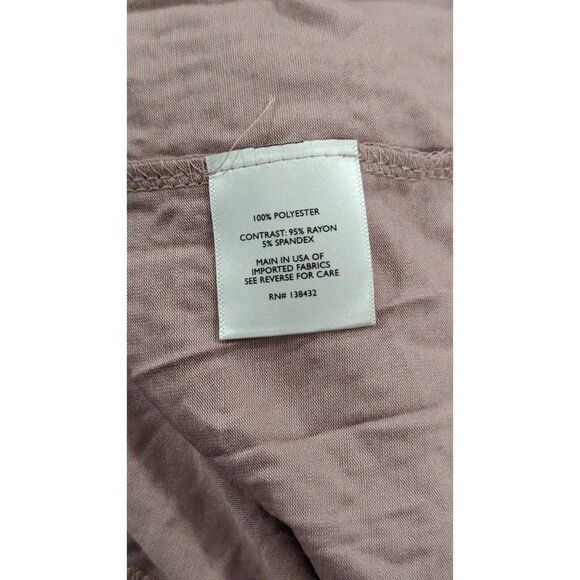 100% POLYESTER
CONTRAST: 95% RAYON
5% SPANDEX
MAIN IN USA OF
IMPORTED FABRICS
SEE REVERSE FOR CARE
RN# 138432